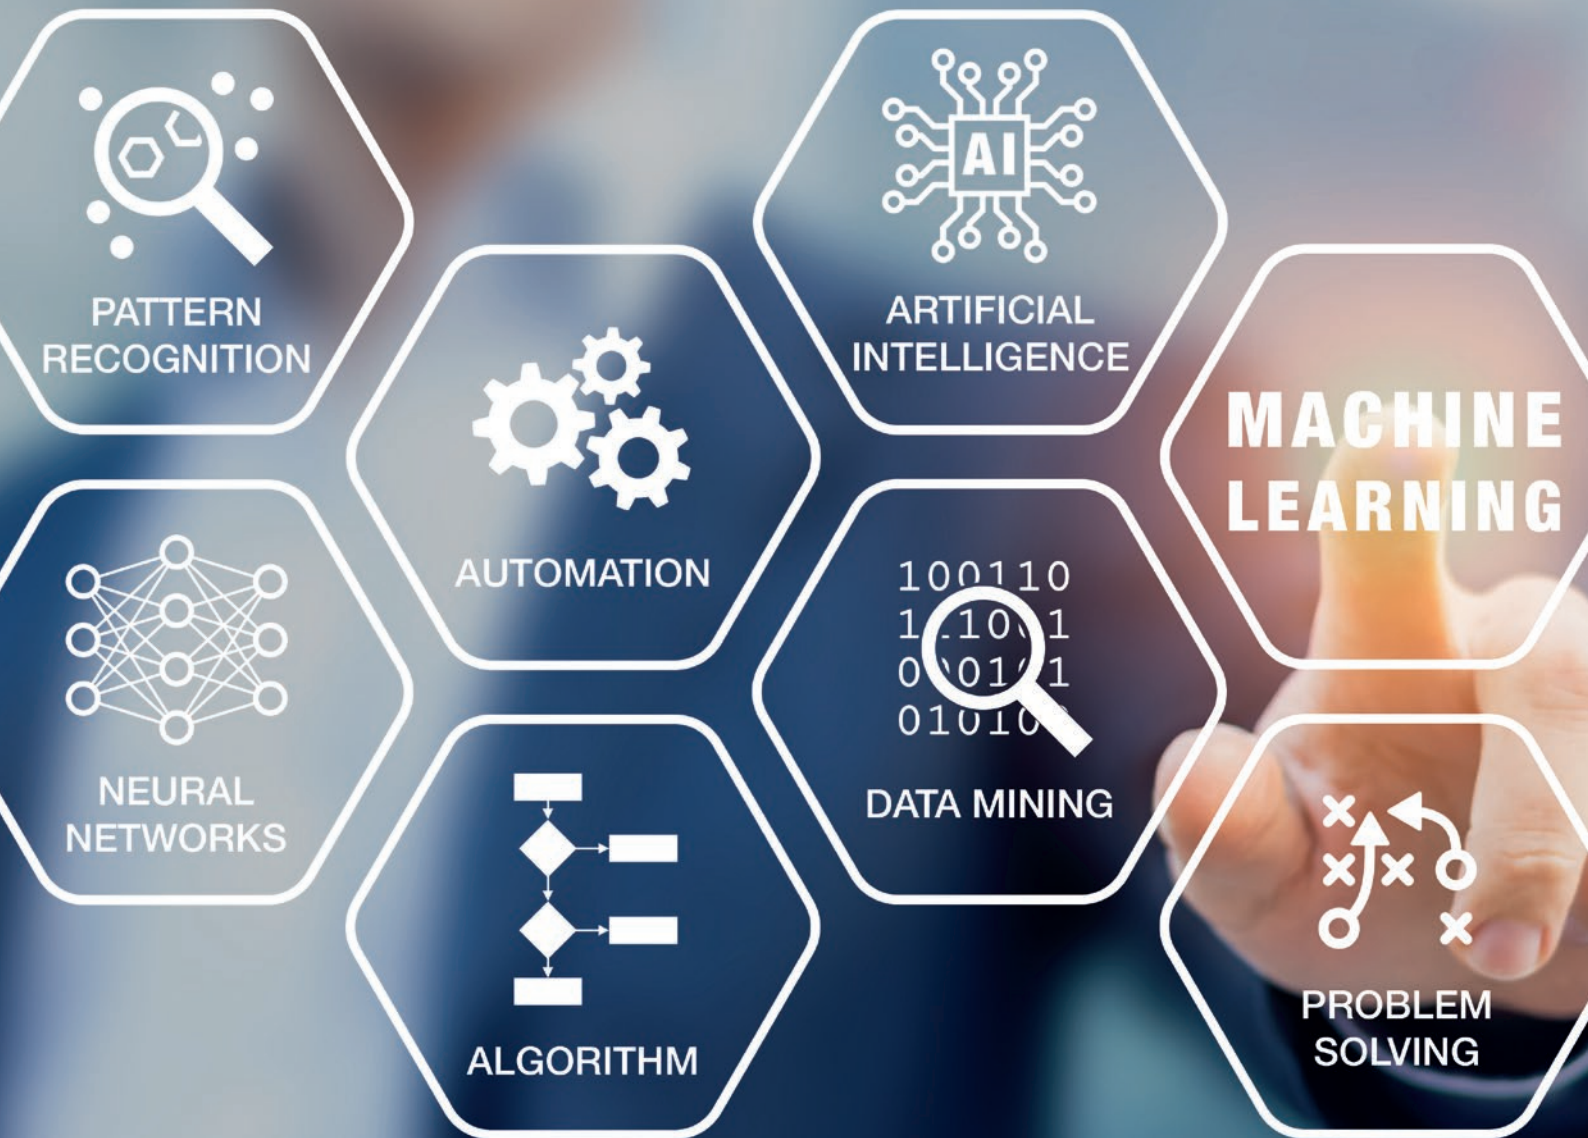 PATTERN
RECOGNITION
AI
ARTIFICIAL
INTELLIGENCE
AUTOMATION
MACHINE
LEARNING
NEURAL
NETWORKS
100110
DATA MINING
ALGORITHM
PROBLEM
SOLVING